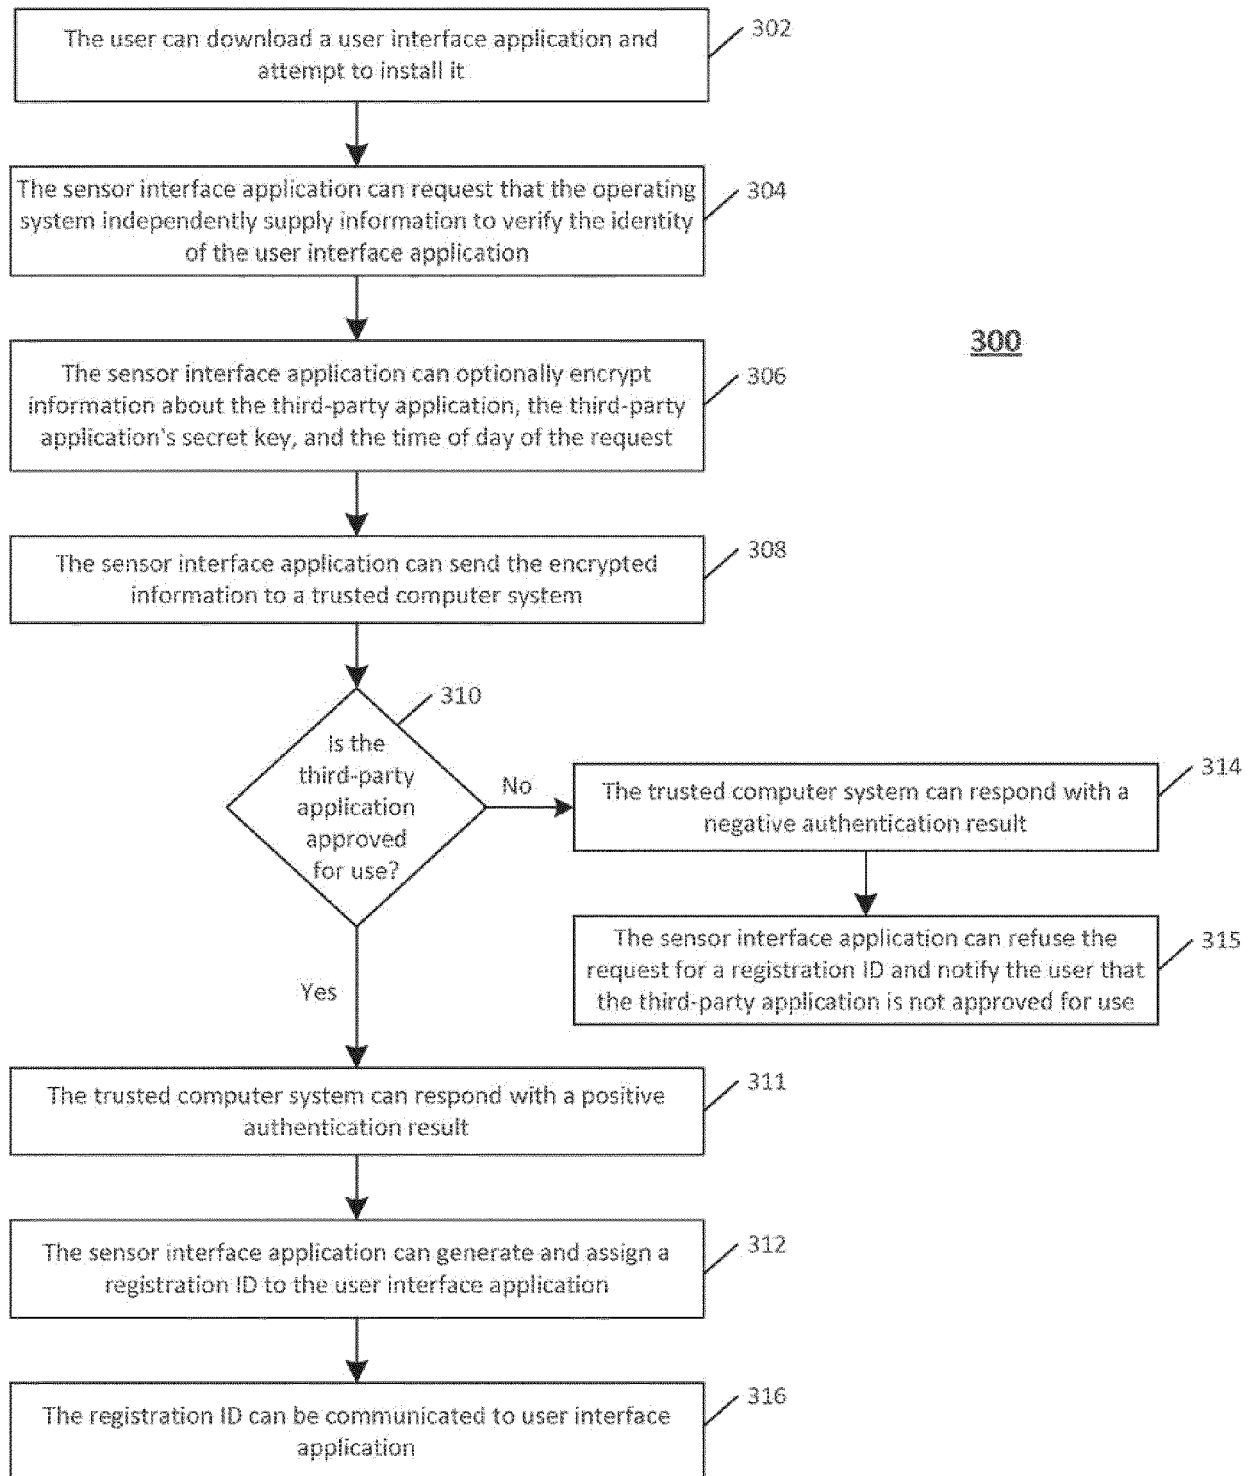 The user can download a user interface application and
attempt to install it
302
The sensor interface application can request that the operating
system independently supply information to verify the identity
of the user interface application
304
300
The sensor interface application can optionally encrypt
information about the third-party application, the third-party
application's secret key, and the time of day of the request
306
The sensor interface application can send the encrypted
information to a trusted computer system
308
310
Is the
third-party
application
approved
for use?
No
The trusted computer system can respond with a
negative authentication result
314
The sensor interface application can refuse the
request for a registration ID and notify the user that
the third-party application is not approved for use
315
Yes
The trusted computer system can respond with a positive
authentication result
311
The sensor interface application can generate and assign a
registration ID to the user interface application
312
The registration ID can be communicated to user interface
application
316